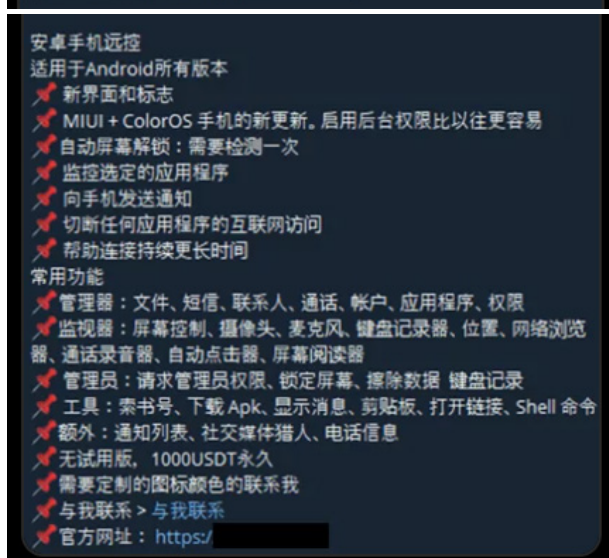 安卓手机远控
适用于Android所有版本
📌 新界面和标志
📌 MIUI + ColorOS 手机的新更新。启用后台权限比以往更容易
📌自动屏幕解锁：需要检测一次
📌 监控选定的应用程序
📌 向手机发送通知
📌 切断任何应用程序的互联网访问
📌 帮助连接持续更长时间
常用功能
📌管理器：文件、短信、联系人、通话、帐户、应用程序、权限
📌监视器：屏幕控制、摄像头、麦克风、键盘记录器、位置、网络浏览
器、通话录音器、自动点击器、屏幕阅读器
📌 管理员：请求管理员权限、锁定屏幕、擦除数据 键盘记录
📌 工具：索书号、下载 Apk、显示消息、剪贴板、打开链接、Shell 命令
📌额外：通知列表、社交媒体猎人、电话信息
📌无试用版，1000USDT永久
📌需要定制的图标颜色的联系我
📌 与我联系 > 与我联系
📌官方网址： https:/